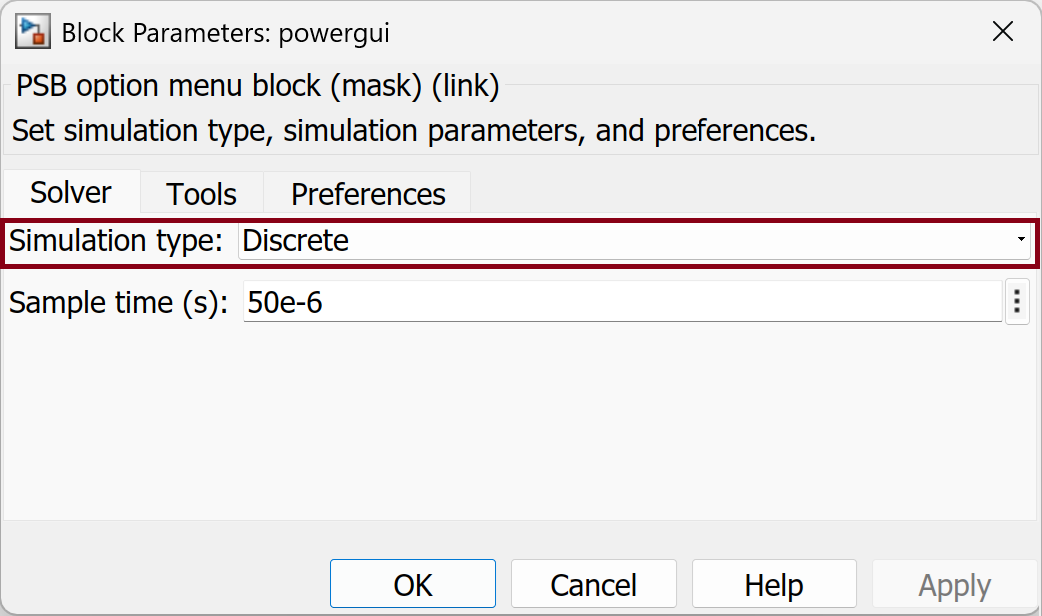 Block Parameters: powergui
PSB option menu block (mask) (link)
Set simulation type, simulation parameters, and preferences.
Solver Tools Preferences
Simulation type: Discrete
Sample time (s): 50e-6
OK Cancel Help Apply